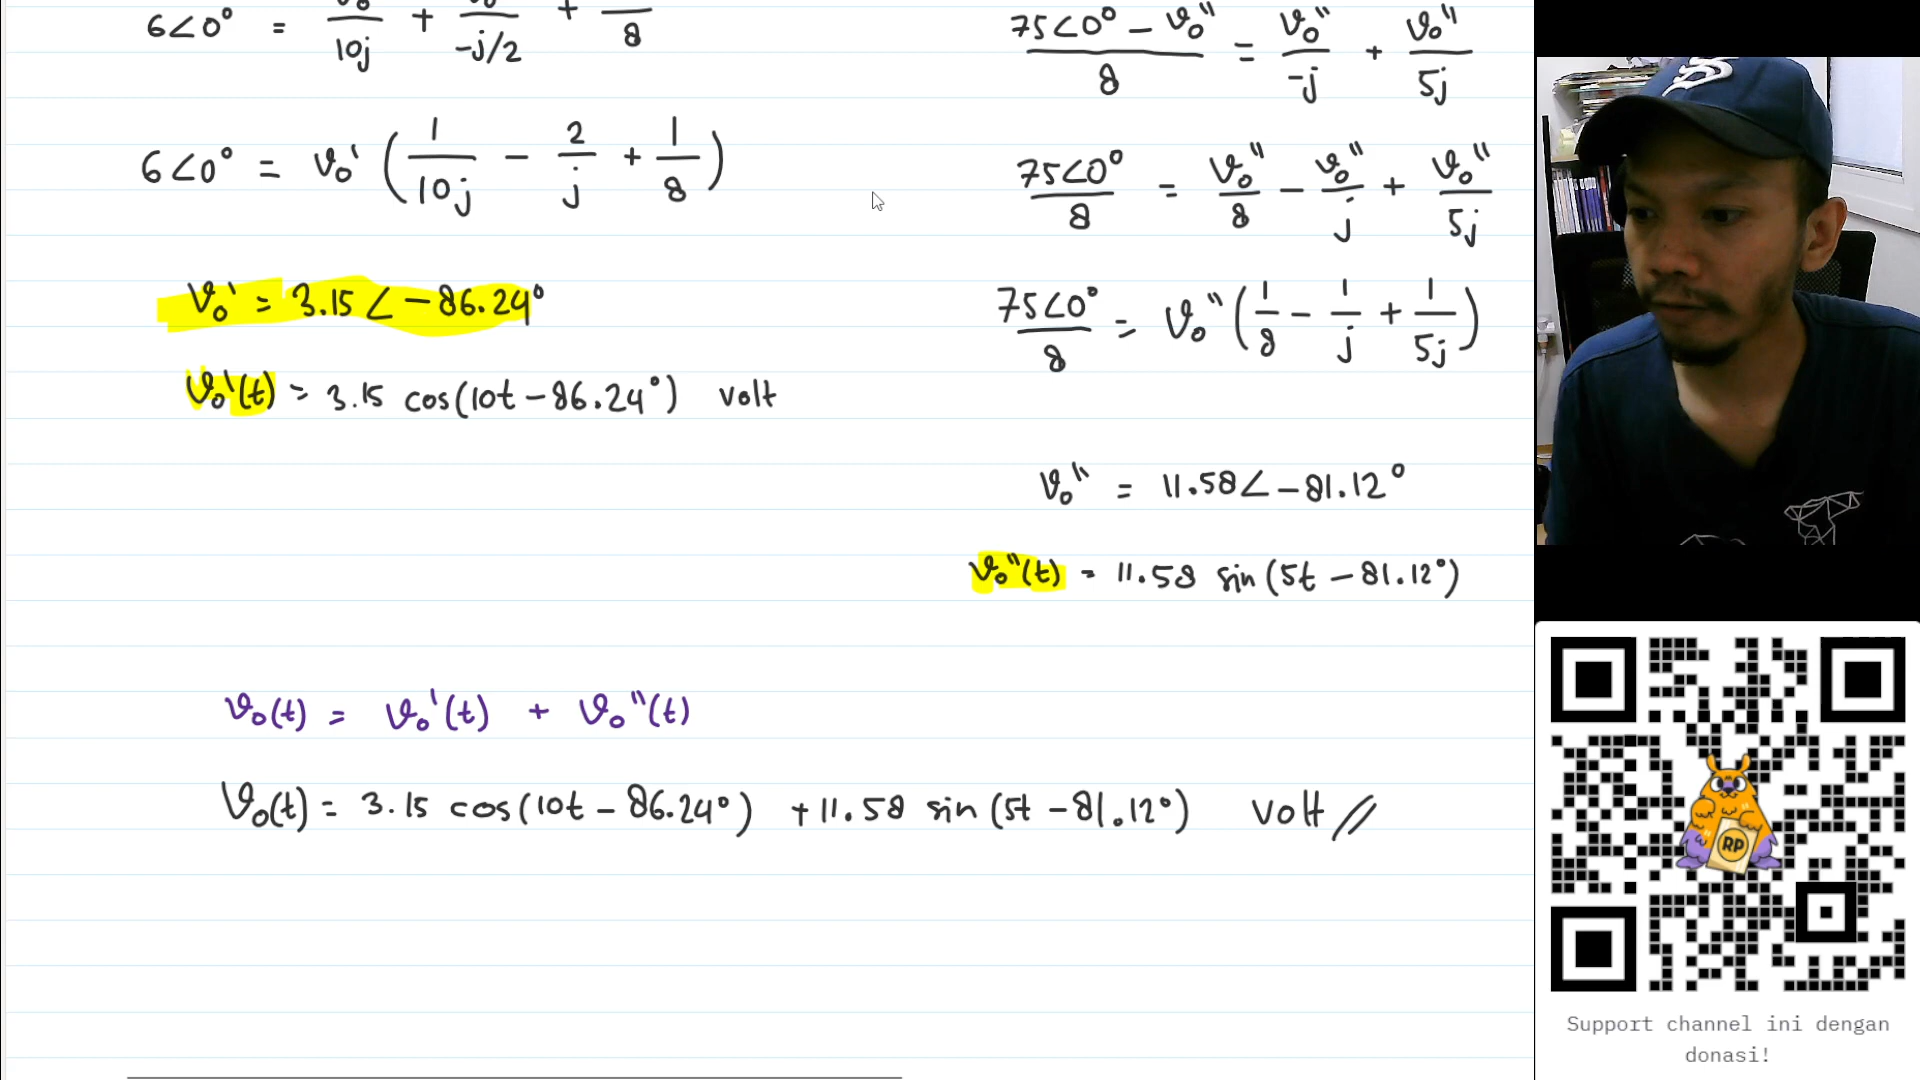 6∠0° = v₀'/10j + v₀'/(-j/2) + /8
6∠0° = v₀' (1/10j − 2/j + 1/8)
v₀' = 3.15 ∠ −86.24°
v₀'(t) = 3.15 cos(10t − 86.24°) volt
(75∠0° − v₀'')/8 = v₀''/-j + v₀''/5j
75∠0°/8 = v₀''/8 − v₀''/j + v₀''/5j
75∠0°/8 = v₀'' (1/8 − 1/j + 1/5j)
v₀'' = 11.58 ∠ −81.12°
v₀''(t) = 11.58 sin(5t − 81.12°)
v₀(t) = v₀'(t) + v₀''(t)
v₀(t) = 3.15 cos(10t − 86.24°) + 11.58 sin(5t − 81.12°) volt //
RP
Support channel ini dengan
donasi!